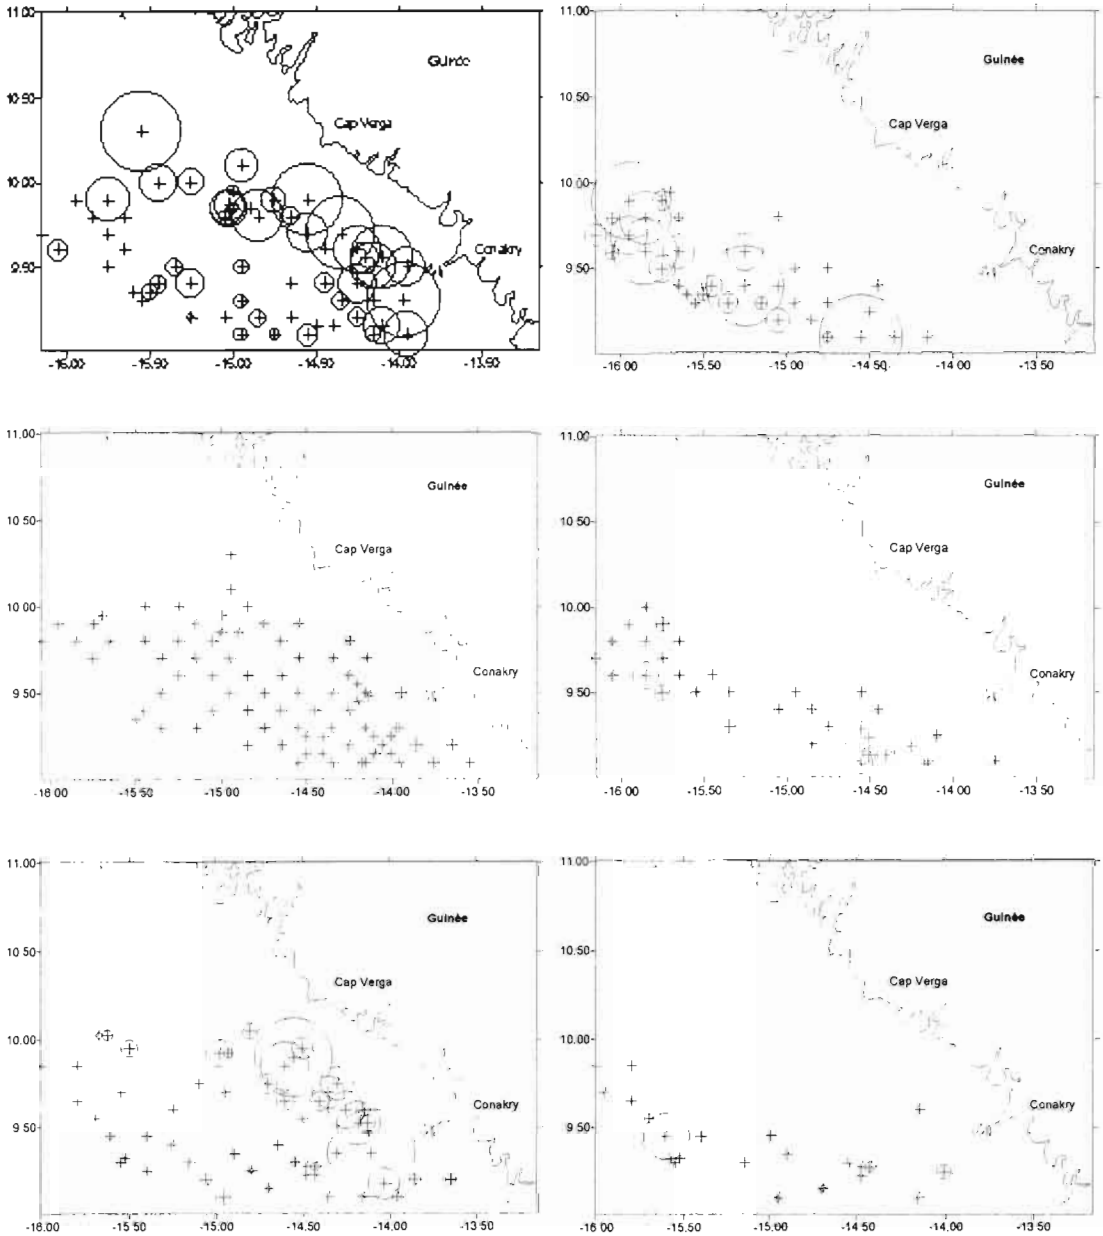 11.00 11.00
Guinée Guinée
10.50 10.50
Cap Verga Cap Verga
10.00 10.00
Conakry Conakry
9.50 9.50
-16.00 -15.50 -15.00 -14.50 -14.00 -13.50 -16 00 -15.50 -15.00 -14.50 -14 00 -13 50
11.00 11.00
Guinée Guinée
10 50 10 50
Cap Verga Cap Verga
10 00 10 00
Conakry Conakry
9.50 9.50
-15 50 -15.00 -14 50 -14.00 -13 50 -16.00 -15 50 -15.00 -14 50 -14 00 -13 50
11.00 11.00
Guinée Guinée
10.50 10.50
Cap Verga Cap Verga
10.00 10.00
Conakry Conakry
9.50 9.50
-15.50 -15.00 -14.50 -14.00 -13.50 -16.00 -15.50 -15.00 -14 50 -14.00 -13.50